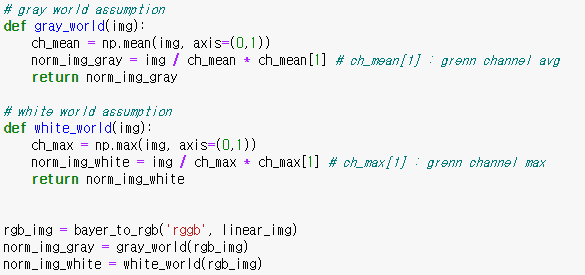 # gray world assumption
def gray_world(img):
    ch_mean = np.mean(img, axis=(0,1))
    norm_img_gray = img / ch_mean * ch_mean[1] # ch_mean[1] : grenn channel avg
    return norm_img_gray
# white world assumption
def white_world(img):
    ch_max = np.max(img, axis=(0,1))
    norm_img_white = img / ch_max * ch_max[1] # ch_max[1] : grenn channel max
    return norm_img_white
rgb_img = bayer_to_rgb('rggb', linear_img)
norm_img_gray = gray_world(rgb_img)
norm_img_white = white_world(rgb_img)